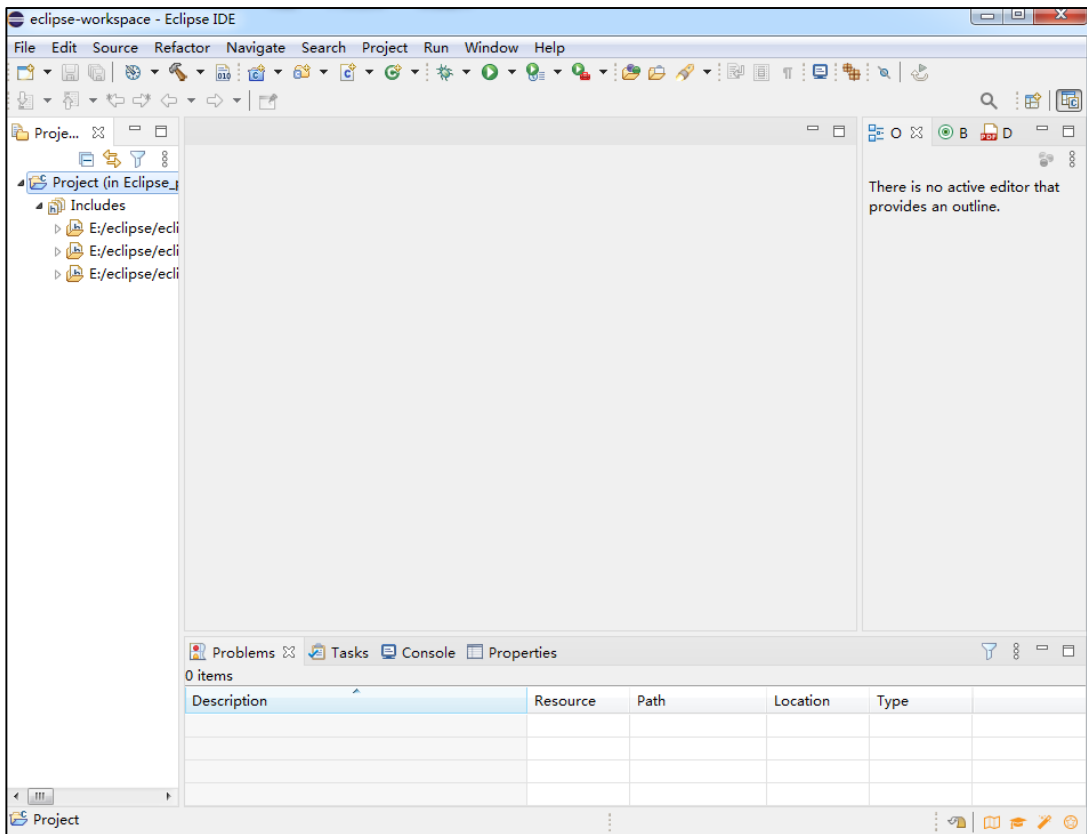 eclipse-workspace - Eclipse IDE
File Edit Source Refactor Navigate Search Project Run Window Help
Proje...
O B D
Project (in Eclipse_p
Includes
E:/eclipse/ecli
E:/eclipse/ecli
E:/eclipse/ecli
There is no active editor that
provides an outline.
Problems Tasks Console Properties
0 items
Description Resource Path Location Type
Project